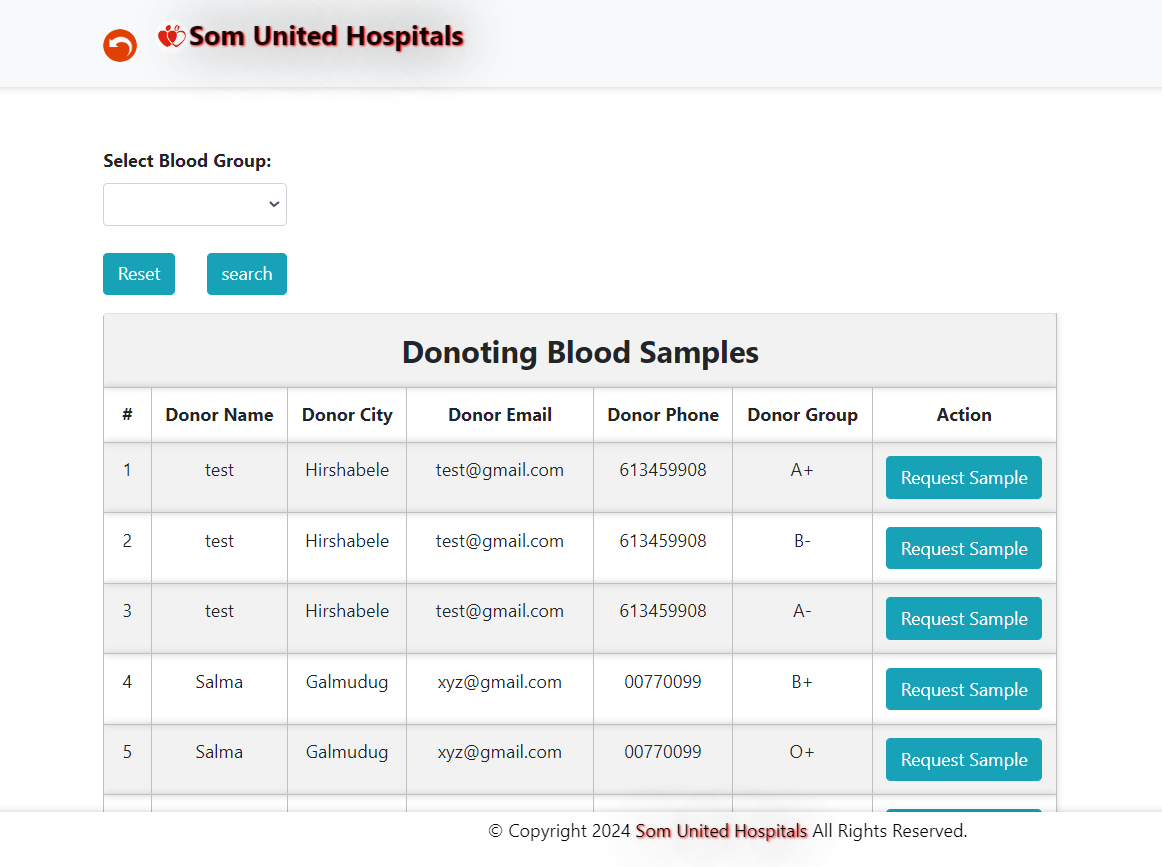 Som United Hospitals
Select Blood Group:
Reset search
Donoting Blood Samples
# Donor Name Donor City Donor Email Donor Phone Donor Group Action
1 test Hirshabele test@gmail.com 613459908 A+ Request Sample
2 test Hirshabele test@gmail.com 613459908 B- Request Sample
3 test Hirshabele test@gmail.com 613459908 A- Request Sample
4 Salma Galmudug xyz@gmail.com 00770099 B+ Request Sample
5 Salma Galmudug xyz@gmail.com 00770099 O+ Request Sample
© Copyright 2024 Som United Hospitals All Rights Reserved.